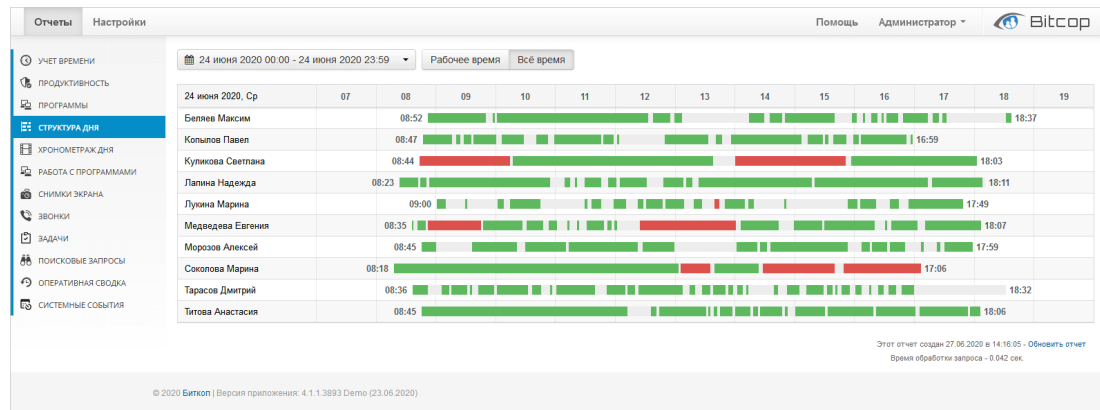 Отчеты Настройки Помощь Администратор Bitcop
24 июня 2020 00:00 - 24 июня 2020 23:59 Рабочее время Всё время
УЧЕТ ВРЕМЕНИ
ПРОДУКТИВНОСТЬ
ПРОГРАММЫ
СТРУКТУРА ДНЯ
ХРОНОМЕТРАЖ ДНЯ
РАБОТА С ПРОГРАММАМИ
СНИМКИ ЭКРАНА
ЗВОНКИ
ЗАДАЧИ
ПОИСКОВЫЕ ЗАПРОСЫ
ОПЕРАТИВНАЯ СВОДКА
СИСТЕМНЫЕ СОБЫТИЯ
24 июня 2020, Ср 07 08 09 10 11 12 13 14 15 16 17 18 19
Беляев Максим 08:52 18:37
Копылов Павел 08:47 16:59
Куликова Светлана 08:44 18:03
Лапина Надежда 08:23 18:11
Лукина Марина 09:00 17:49
Медведева Евгения 08:35 18:07
Морозов Алексей 08:45 17:59
Соколова Марина 08:18 17:06
Тарасов Дмитрий 08:36 18:32
Титова Анастасия 08:45 18:06
Этот отчет создан 27.06.2020 в 14:16:05 - Обновить отчет
Время обработки запроса - 0.042 сек.
© 2020 Биткоп | Версия приложения: 4.1.1.3893 Demo (23.06.2020)